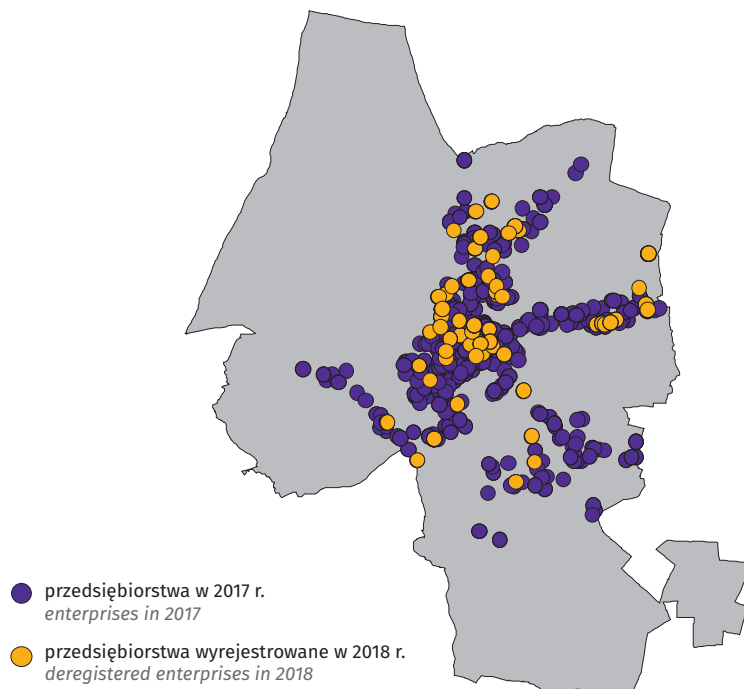 przedsiębiorstwa w 2017 r.
enterprises in 2017
przedsiębiorstwa wyrejestrowane w 2018 r.
deregistered enterprises in 2018